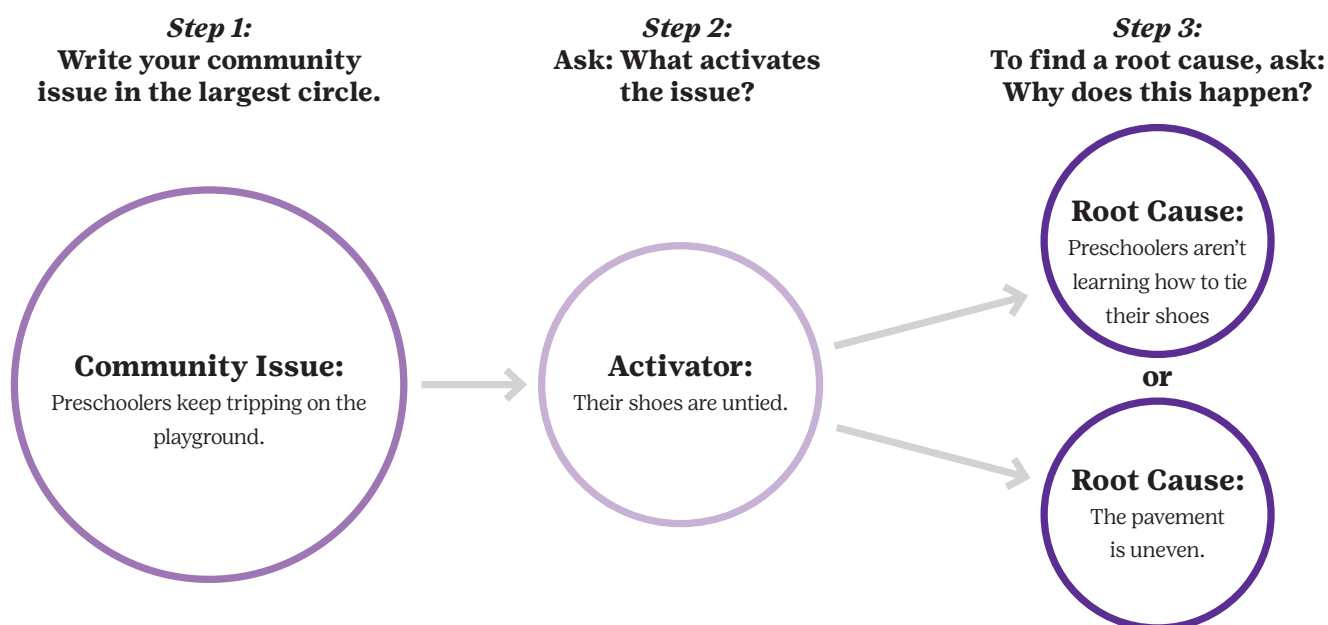 Step 1:
Write your community
issue in the largest circle.
Step 2:
Ask: What activates
the issue?
Step 3:
To find a root cause, ask:
Why does this happen?
Community Issue:
Preschoolers keep tripping on the
playground.
Activator:
Their shoes are untied.
Root Cause:
Preschoolers aren’t
learning how to tie
their shoes
or
Root Cause:
The pavement
is uneven.